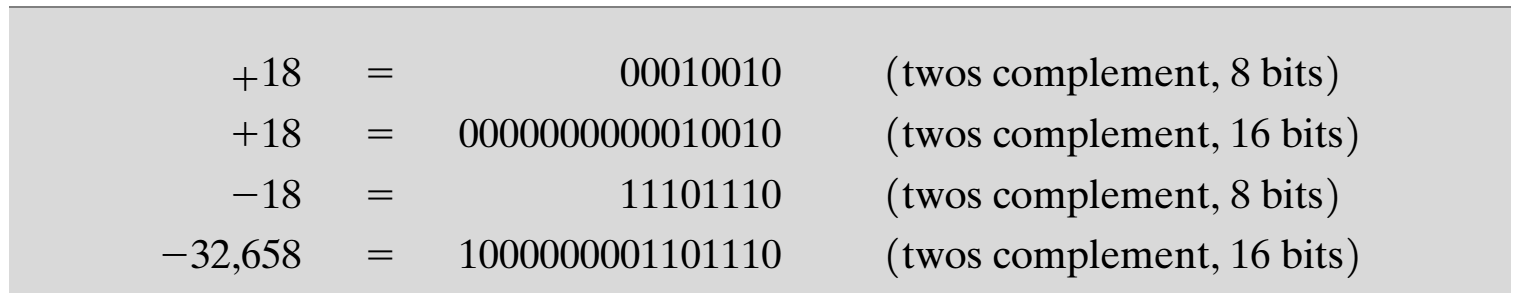 +18 = 00010010 (twos complement, 8 bits)
+18 = 0000000000010010 (twos complement, 16 bits)
−18 = 11101110 (twos complement, 8 bits)
−32,658 = 1000000001101110 (twos complement, 16 bits)